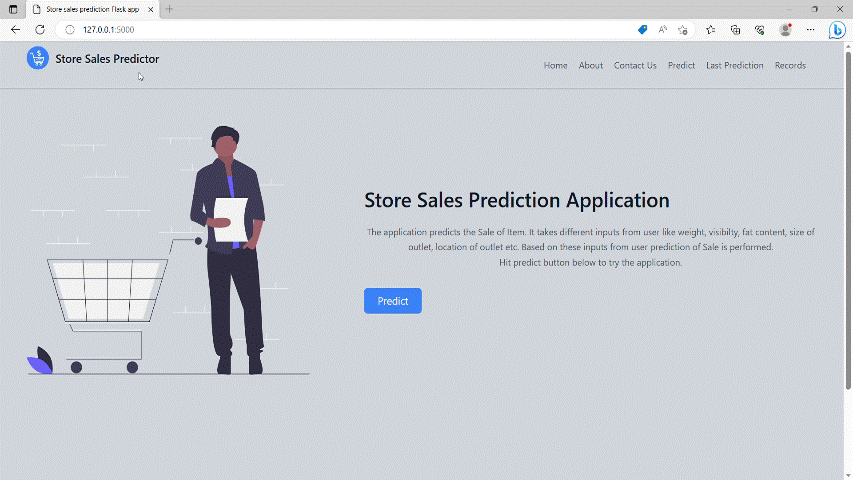 Store sales prediction Flask app
127.0.0.1:5000
Store Sales Predictor
Home About Contact Us Predict Last Prediction Records
Store Sales Prediction Application
The application predicts the Sale of Item. It takes different inputs from user like weight, visibilty, fat content, size of
outlet, location of outlet etc. Based on these inputs from user prediction of Sale is performed.
Hit predict button below to try the application.
Predict